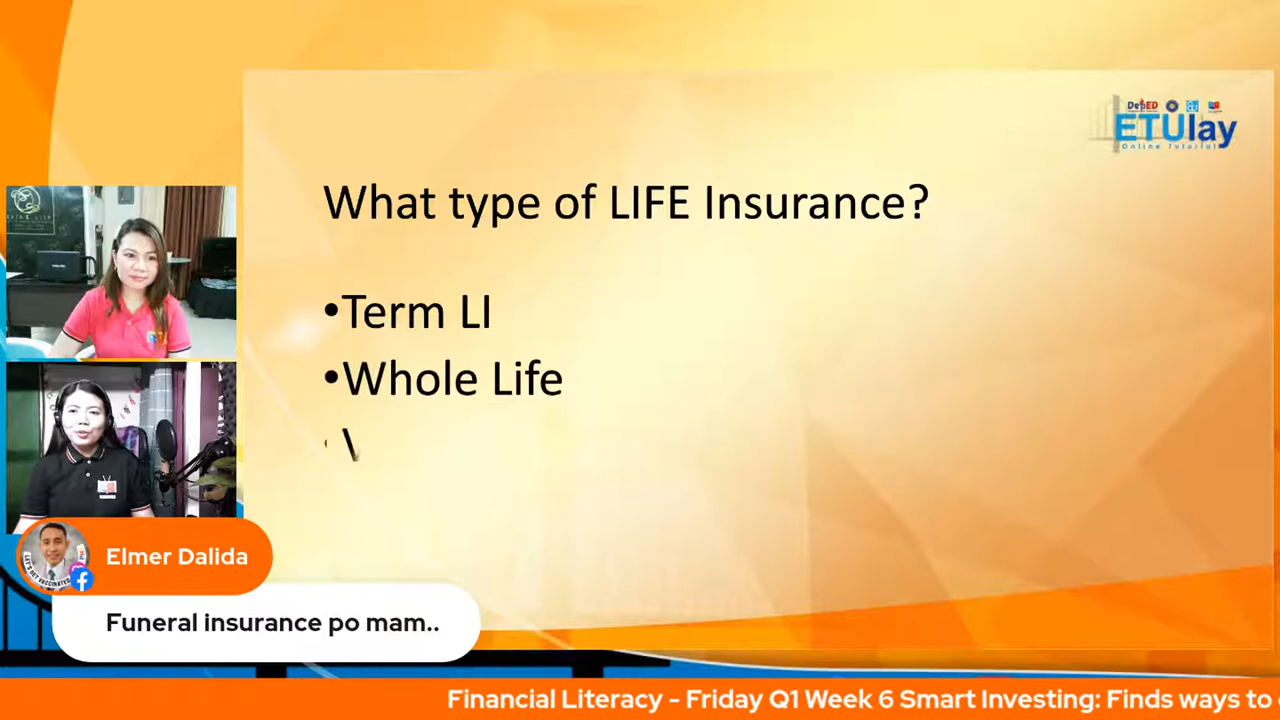 DepED
ETUlay
Online Tutorial
What type of LIFE Insurance?
•Term LI
•Whole Life
Elmer Dalida
Funeral insurance po mam..
Financial Literacy - Friday Q1 Week 6 Smart Investing: Finds ways to